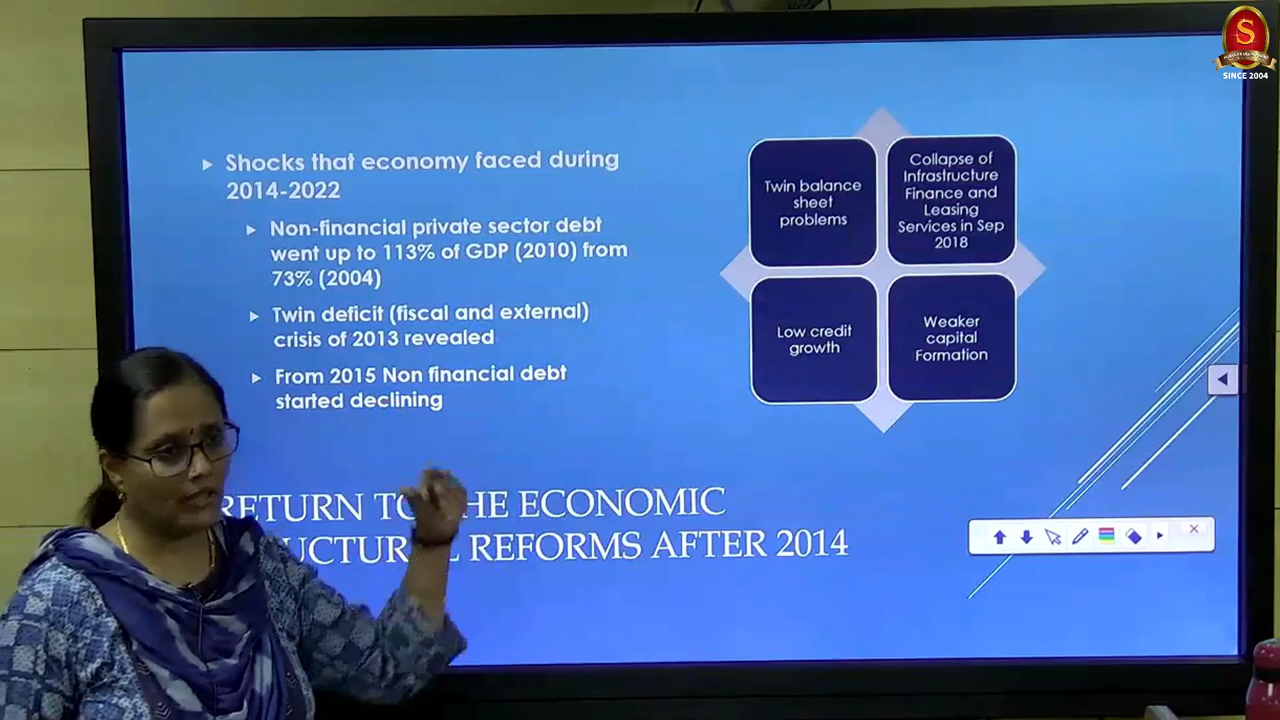 S
SINCE 2004
Shocks that economy faced during
2014-2022
Non-financial private sector debt
went up to 113% of GDP (2010) from
73% (2004)
Twin deficit (fiscal and external)
crisis of 2013 revealed
From 2015 Non financial debt
started declining
Twin balance
sheet
problems
Collapse of
Infrastructure
Finance and
Leasing
Services in Sep
2018
Low credit
growth
Weaker
capital
Formation
RETURN TO THE ECONOMIC
UCTURAL REFORMS AFTER 2014